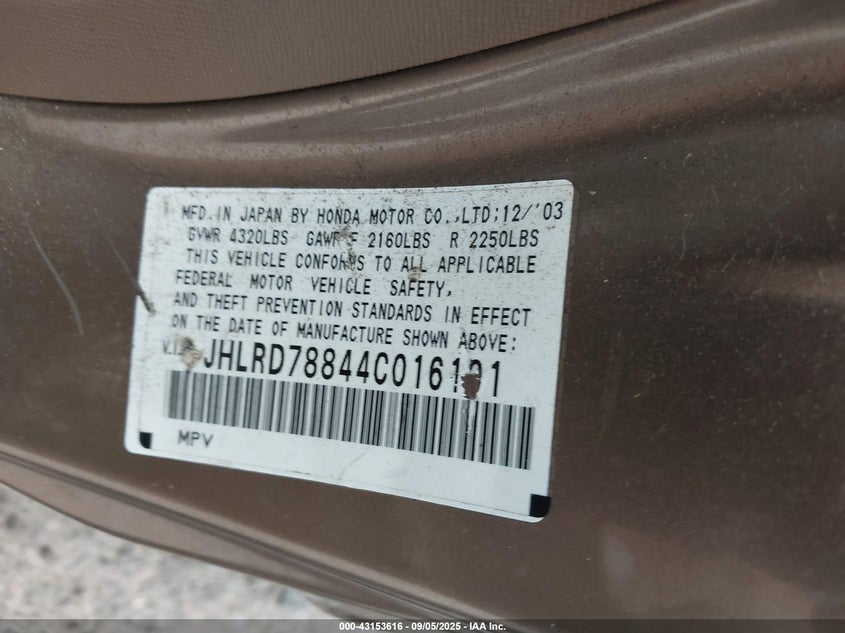 MFD. IN JAPAN BY HONDA MOTOR CO.,LTD; 12/'03
GVWR 4320LBS GAWR F 2160LBS R 2250LBS
THIS VEHICLE CONFORMS TO ALL APPLICABLE
FEDERAL MOTOR VEHICLE SAFETY,
AND THEFT PREVENTION STANDARDS IN EFFECT
ON THE DATE OF MANUFACTURE SHOWN ABOVE:
JHLRD78844C016191
MPV
000-43153616 - 09/05/2025 - IAA Inc.